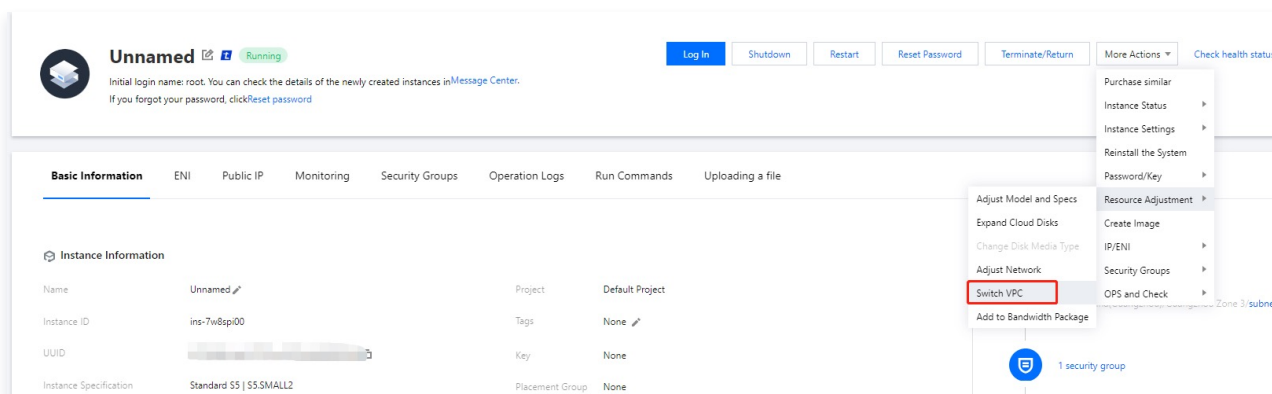 Unnamed
Running
Log In
Shutdown
Restart
Reset Password
Terminate/Return
More Actions
Check health status
Initial login name: root. You can check the details of the newly created instances inMessage Center.
If you forgot your password, clickReset password
Purchase similar
Instance Status
Instance Settings
Reinstall the System
Password/Key
Resource Adjustment
Create Image
IP/ENI
Security Groups
OPS and Check
Adjust Model and Specs
Expand Cloud Disks
Change Disk Media Type
Adjust Network
Switch VPC
Add to Bandwidth Package
Basic Information
ENI
Public IP
Monitoring
Security Groups
Operation Logs
Run Commands
Uploading a file
Instance Information
Name Unnamed
Project Default Project
Instance ID ins-7w8spi00
Tags None
UUID
Key None
Instance Specification Standard S5 | S5.SMALL2
Placement Group None
Zone 3/subne
1 security group